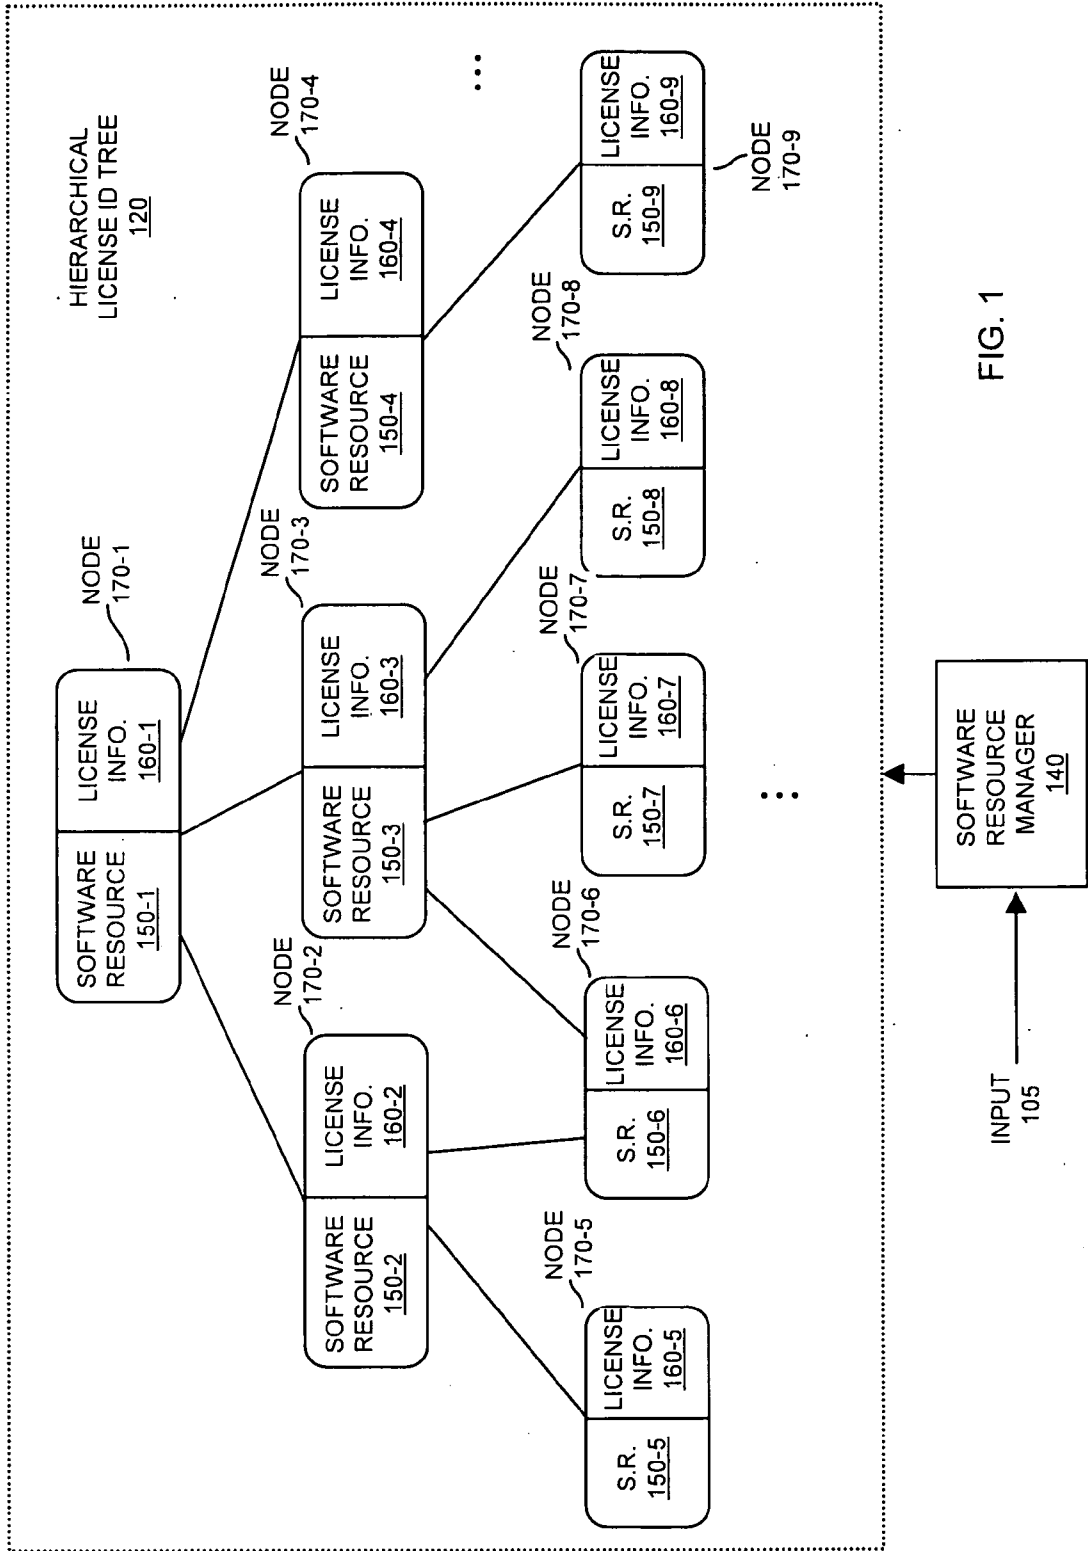 HIERARCHICAL
LICENSE ID TREE
120
NODE
170-1
SOFTWARE
RESOURCE
150-1
LICENSE
INFO.
160-1
NODE
170-2
SOFTWARE
RESOURCE
150-2
LICENSE
INFO.
160-2
NODE
170-3
SOFTWARE
RESOURCE
150-3
LICENSE
INFO.
160-3
NODE
170-4
SOFTWARE
RESOURCE
150-4
LICENSE
INFO.
160-4
...
NODE
170-5
S.R.
150-5
LICENSE
INFO.
160-5
NODE
170-6
S.R.
150-6
LICENSE
INFO.
160-6
NODE
170-7
S.R.
150-7
LICENSE
INFO.
160-7
NODE
170-8
S.R.
150-8
LICENSE
INFO.
160-8
S.R.
150-9
LICENSE
INFO.
160-9
NODE
170-9
...
INPUT
105
SOFTWARE
RESOURCE
MANAGER
140
FIG. 1